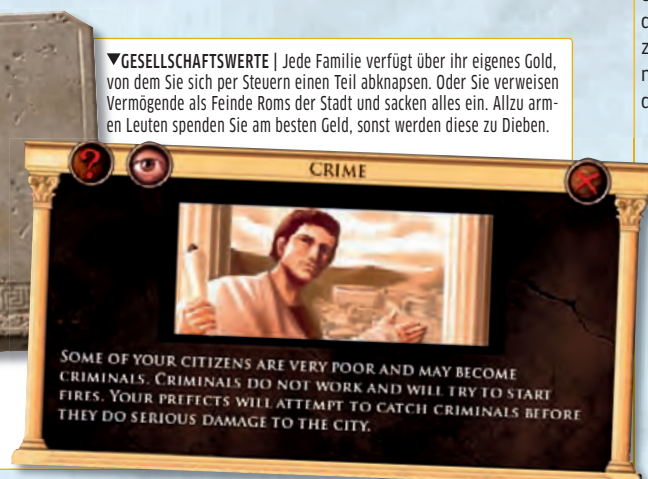 ▼GESELLSCHAFTSWERTE | Jede Familie verfügt über ihr eigenes Gold,
von dem Sie sich per Steuern einen Teil abknapsen. Oder Sie verweisen
Vermögende als Feinde Roms der Stadt und sacken alles ein. Allzu arm-
en Leuten spenden Sie am besten Geld, sonst werden diese zu Dieben.
?
CRIME
SOME OF YOUR CITIZENS ARE VERY POOR AND MAY BECOME
CRIMINALS. CRIMINALS DO NOT WORK AND WILL TRY TO START
FIRES. YOUR PREFECTS WILL ATTEMPT TO CATCH CRIMINALS BEFORE
THEY DO SERIOUS DAMAGE TO THE CITY.